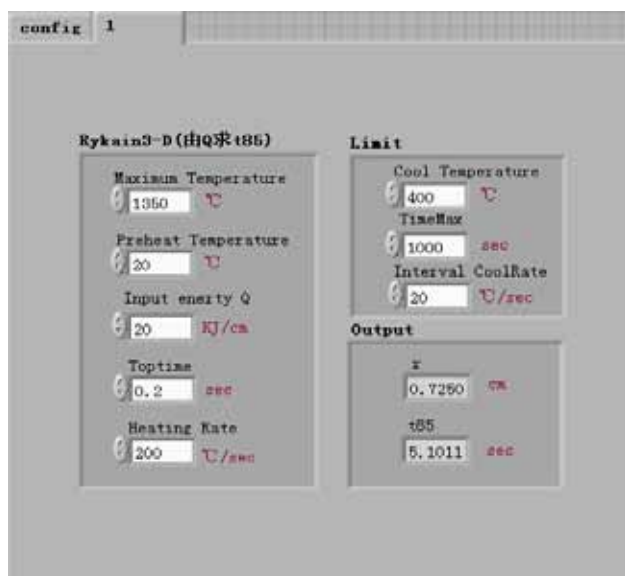 config 1
Rykain3-D(由Q求t85)
Maximum Temperature
1350 ℃
Preheat Temperature
20 ℃
Input enerty Q
20 KJ/cm
Toptime
0.2 sec
Heating Rate
200 ℃/sec
Limit
Cool Temperature
400 ℃
TimeMax
1000 sec
Interval CoolRate
20 ℃/sec
Output
r
0.7250 cm
t85
5.1011 sec